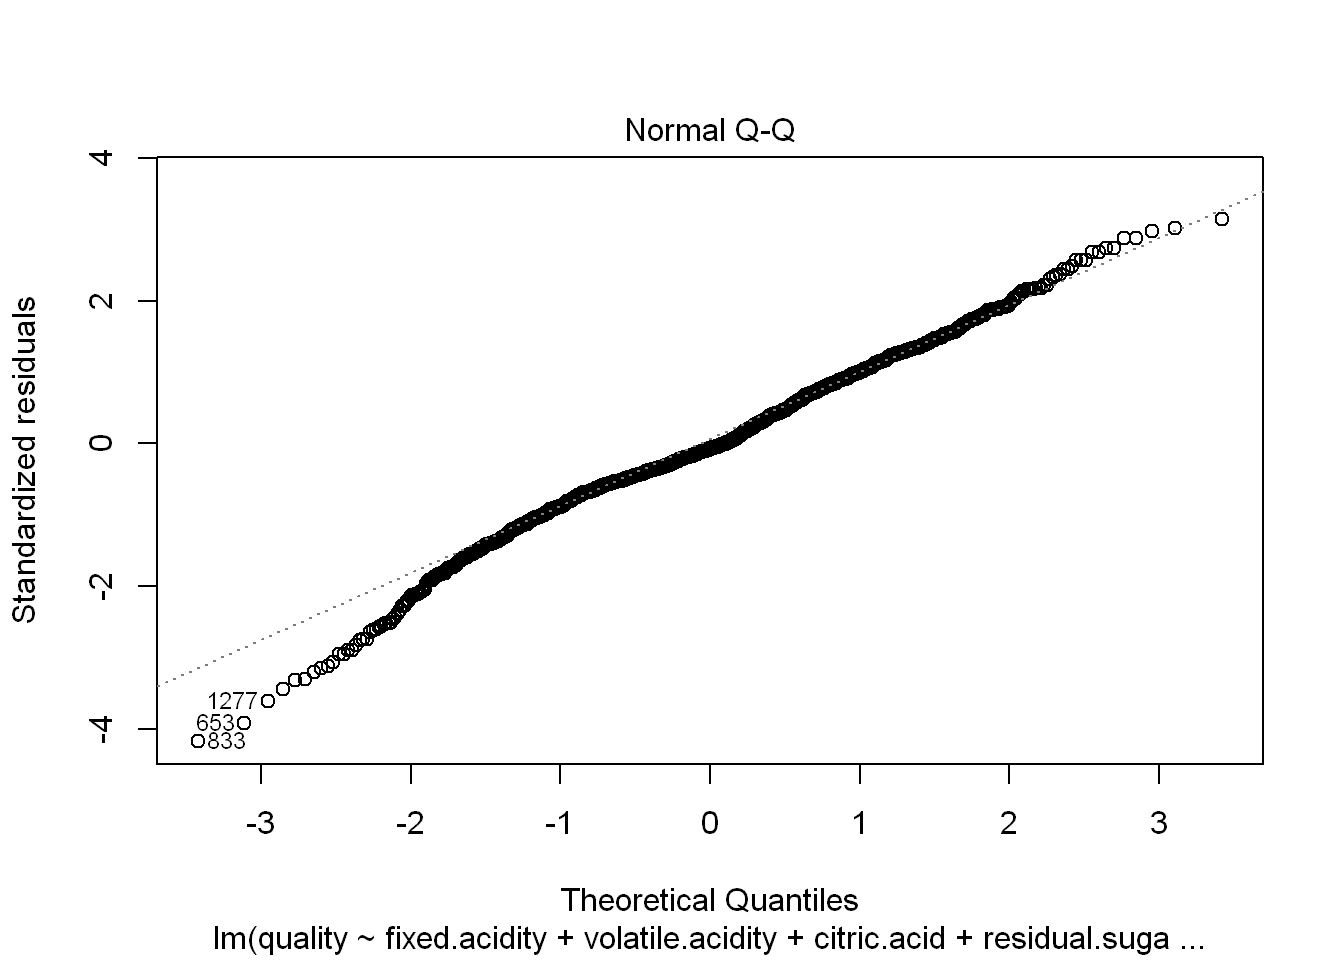 Normal Q-Q
Standardized residuals
4
2
0
-2
-4
1277
653
833
-3 -2 -1 0 1 2 3
Theoretical Quantiles
lm(quality ~ fixed.acidity + volatile.acidity + citric.acid + residual.suga ...